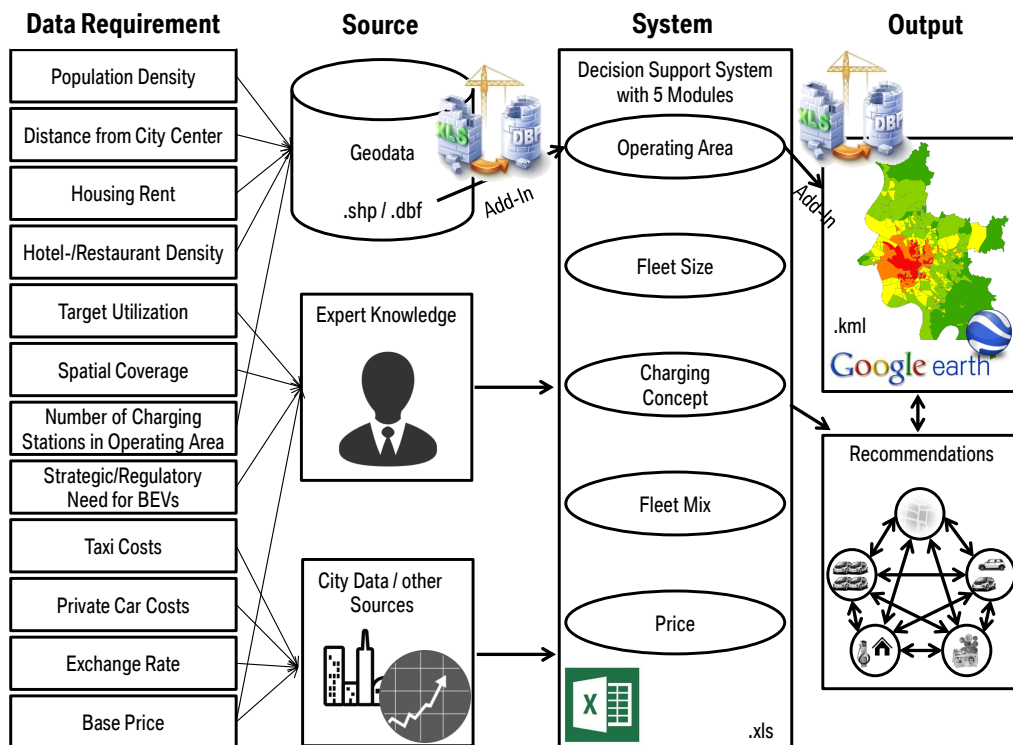 Data Requirement
Population Density
Distance from City Center
Housing Rent
Hotel-/Restaurant Density
Target Utilization
Spatial Coverage
Number of Charging
Stations in Operating Area
Strategic/Regulatory
Need for BEVs
Taxi Costs
Private Car Costs
Exchange Rate
Base Price
Source
Geodata
.shp / .dbf
XLS
DBF
Add-In
Expert Knowledge
City Data / other
Sources
System
Decision Support System
with 5 Modules
Operating Area
Fleet Size
Charging
Concept
Fleet Mix
Price
X
.xls
Output
XLS
DBF
Add-In
.kml
Google earth
Recommendations